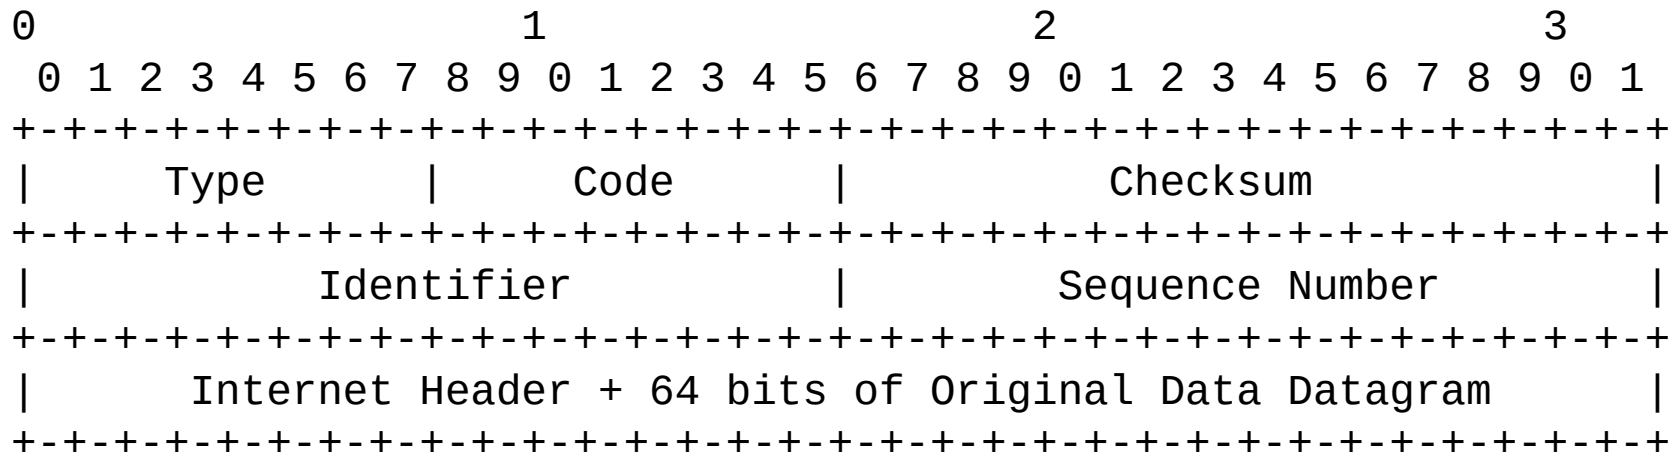 0                   1                   2                   3
 0 1 2 3 4 5 6 7 8 9 0 1 2 3 4 5 6 7 8 9 0 1 2 3 4 5 6 7 8 9 0 1
+-+-+-+-+-+-+-+-+-+-+-+-+-+-+-+-+-+-+-+-+-+-+-+-+-+-+-+-+-+-+-+-+
|     Type      |     Code      |          Checksum             |
+-+-+-+-+-+-+-+-+-+-+-+-+-+-+-+-+-+-+-+-+-+-+-+-+-+-+-+-+-+-+-+-+
|           Identifier          |        Sequence Number        |
+-+-+-+-+-+-+-+-+-+-+-+-+-+-+-+-+-+-+-+-+-+-+-+-+-+-+-+-+-+-+-+-+
|      Internet Header + 64 bits of Original Data Datagram      |
+-+-+-+-+-+-+-+-+-+-+-+-+-+-+-+-+-+-+-+-+-+-+-+-+-+-+-+-+-+-+-+-+